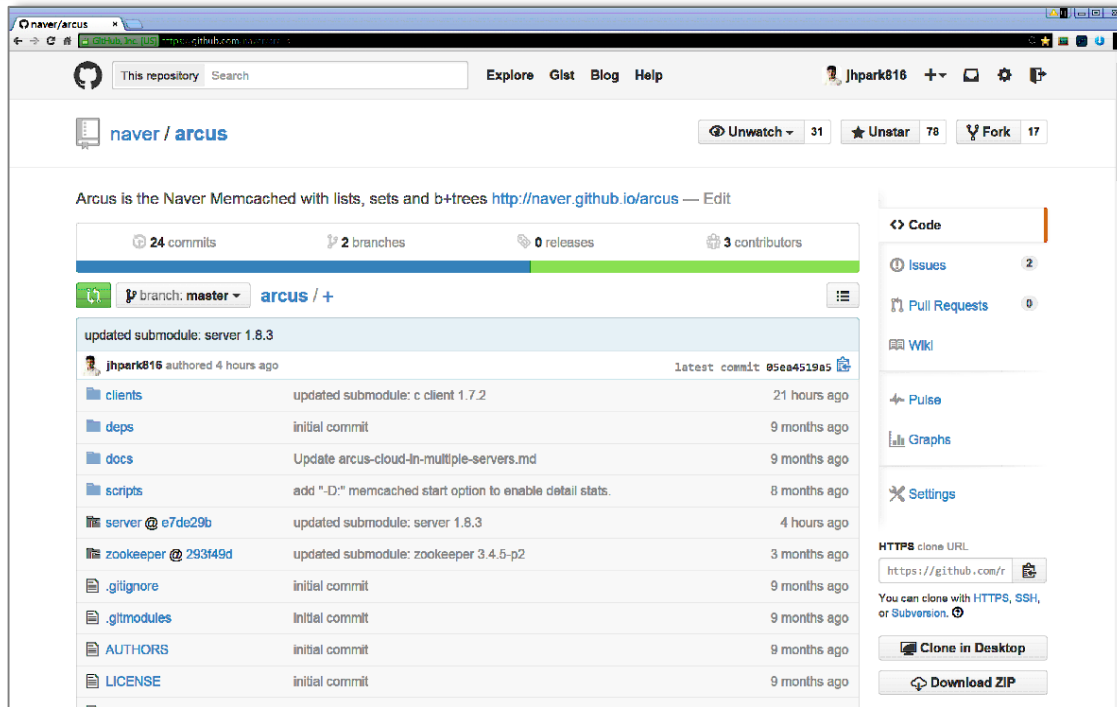 naver/arcus
GitHub, Inc. [US] https://github.com/naver/arcus
This repository Search Explore Gist Blog Help jhpark816
naver / arcus Unwatch 31 Unstar 78 Fork 17
Arcus is the Naver Memcached with lists, sets and b+trees http://naver.github.io/arcus — Edit
24 commits 2 branches 0 releases 3 contributors
branch: master arcus / +
updated submodule: server 1.8.3
jhpark816 authored 4 hours ago latest commit 05ea4519a5
clients updated submodule: c client 1.7.2 21 hours ago
deps initial commit 9 months ago
docs Update arcus-cloud-in-multiple-servers.md 9 months ago
scripts add "-D:" memcached start option to enable detail stats. 8 months ago
server @ e7de29b updated submodule: server 1.8.3 4 hours ago
zookeeper @ 293f49d updated submodule: zookeeper 3.4.5-p2 3 months ago
.gitignore initial commit 9 months ago
.gitmodules initial commit 9 months ago
AUTHORS initial commit 9 months ago
LICENSE initial commit 9 months ago
Code
Issues 2
Pull Requests 0
Wiki
Pulse
Graphs
Settings
HTTPS clone URL
https://github.com/r
You can clone with HTTPS, SSH,
or Subversion.
Clone in Desktop
Download ZIP